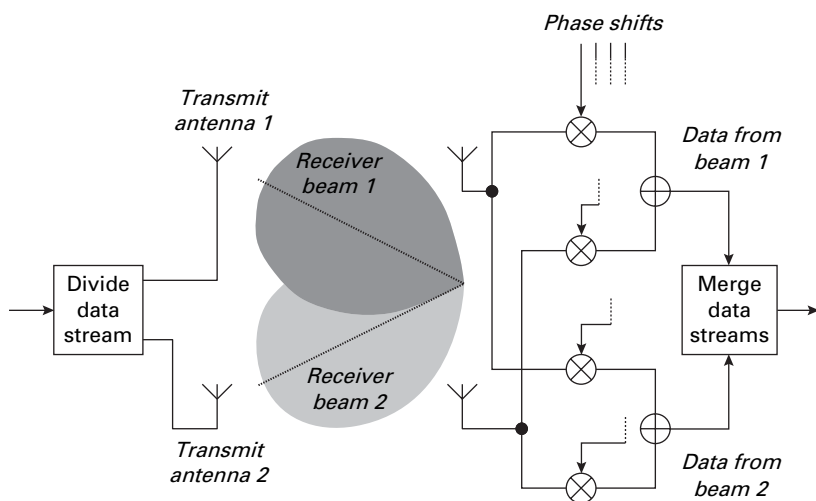 Phase shifts
Transmit
antenna 1
Receiver
beam 1
Data from
beam 1
Divide
data
stream
Merge
data
streams
Receiver
beam 2
Transmit
antenna 2
Data from
beam 2